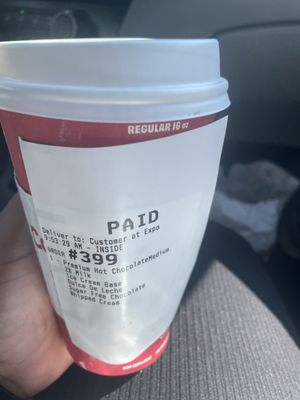 REGULAR 16 oz
PAID
Deliver to: Customer at Expo
9:53:29 AM - INSIDE
ORDER #399
1 - Premium Hot ChocolateMedium
2% Milk
Ice Cream Base
Dulce De Leche
Sugar Free Chocolate
Whipped Cream